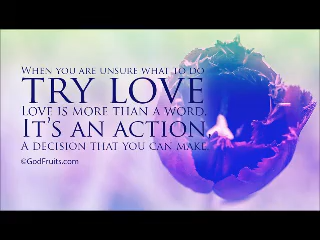 When you are unsure what to do
TRY LOVE
Love is more than a word.
It's an action
A decision that you can make
©GodFruits.com